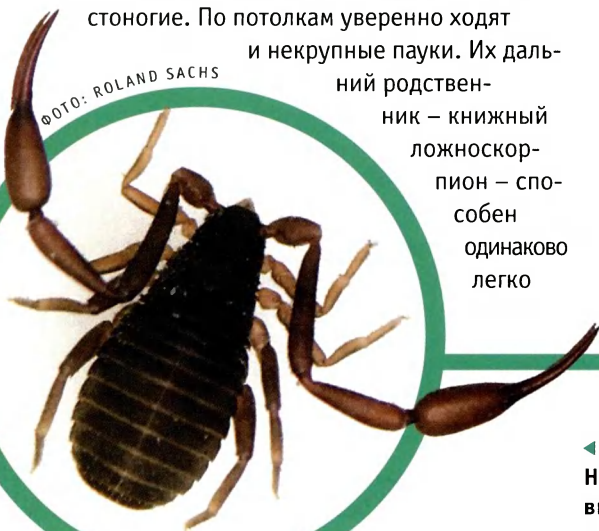 стоногие. По потолкам уверенно ходят
и некрупные пауки. Их даль-
ний родствен-
ник – книжный
ложноскор-
пион – спо-
собен
одинаково
легко
ФОТО: ROLAND SACHS